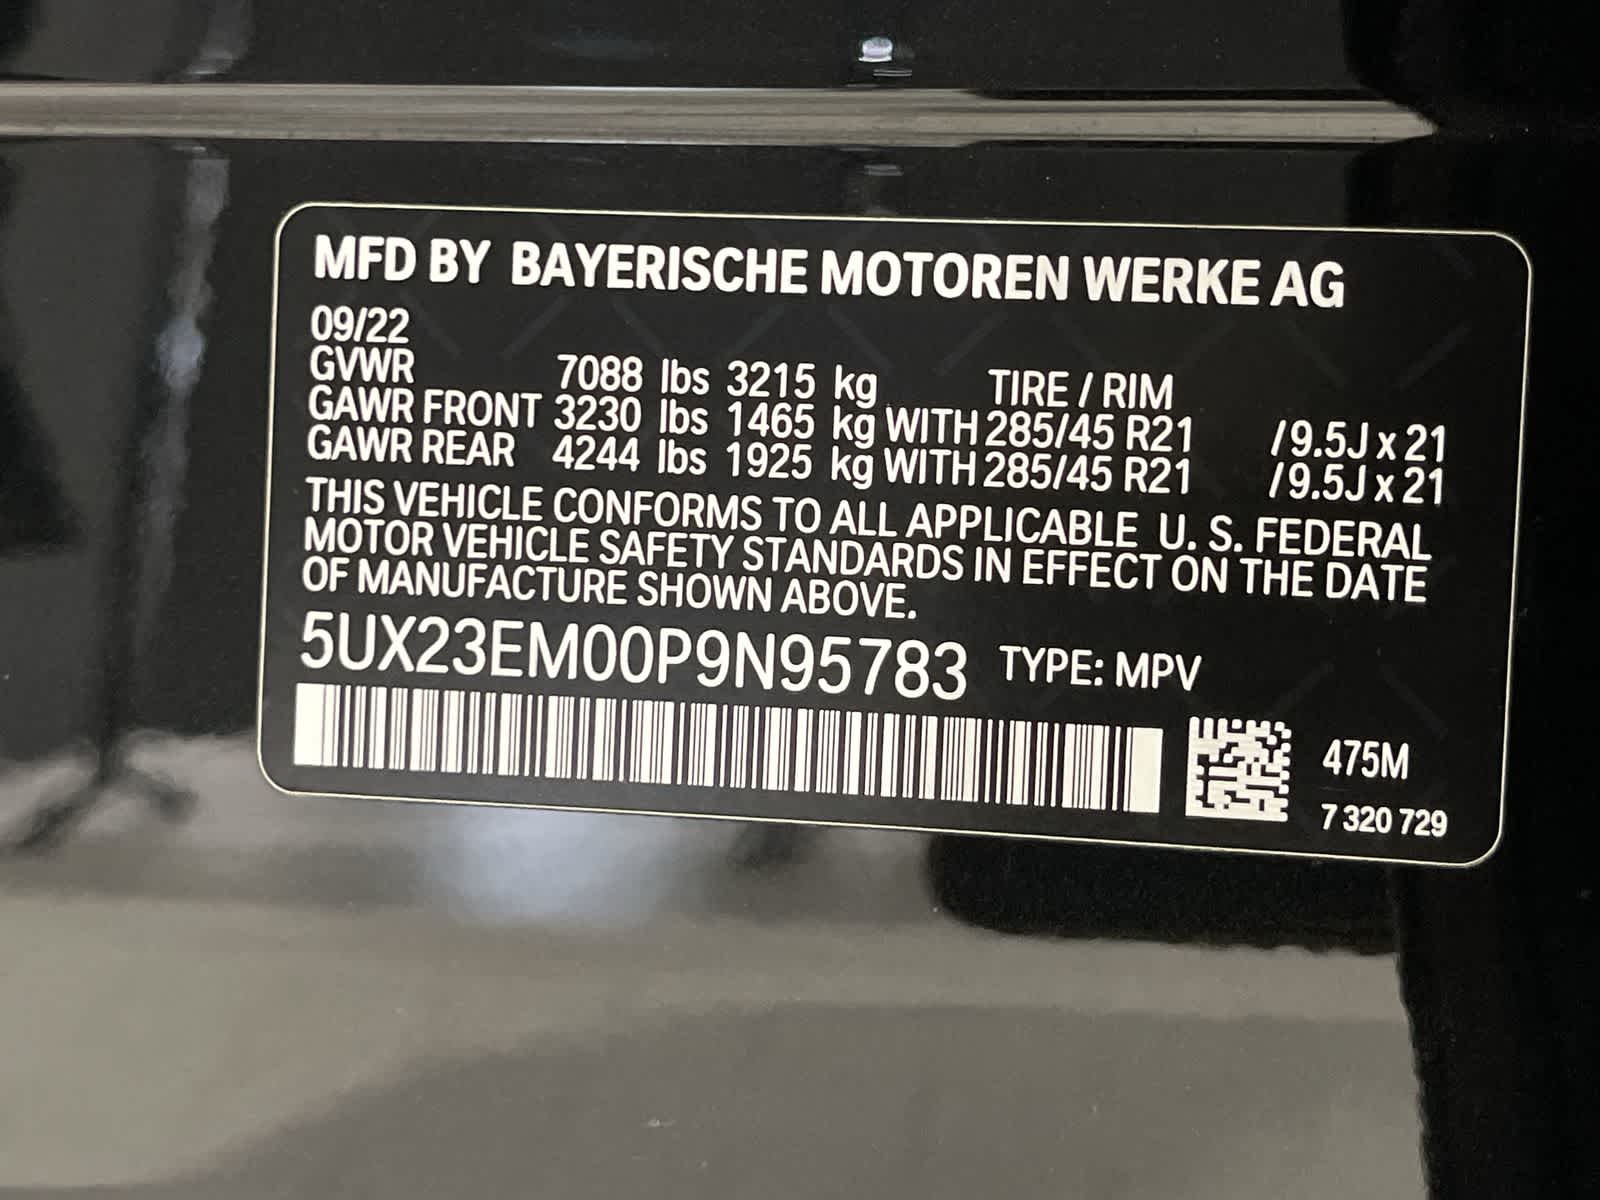 MFD BY BAYERISCHE MOTOREN WERKE AG
09/22
GVWR 7088 lbs 3215 kg TIRE / RIM
GAWR FRONT 3230 lbs 1465 kg WITH 285/45 R21 /9.5J x 21
GAWR REAR 4244 lbs 1925 kg WITH 285/45 R21 /9.5J x 21
THIS VEHICLE CONFORMS TO ALL APPLICABLE U. S. FEDERAL
MOTOR VEHICLE SAFETY STANDARDS IN EFFECT ON THE DATE
OF MANUFACTURE SHOWN ABOVE.
5UX23EM00P9N95783 TYPE: MPV
475M
7 320 729